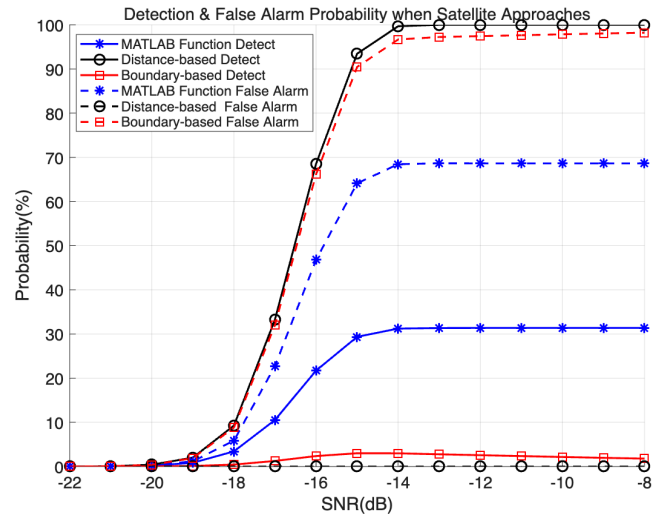 Detection & False Alarm Probability when Satellite Approaches
100
90
80
70
60
50
40
30
20
10
0
Probability(%)
MATLAB Function Detect
Distance-based Detect
Boundary-based Detect
MATLAB Function False Alarm
Distance-based False Alarm
Boundary-based False Alarm
-22 -20 -18 -16 -14 -12 -10 -8
SNR(dB)